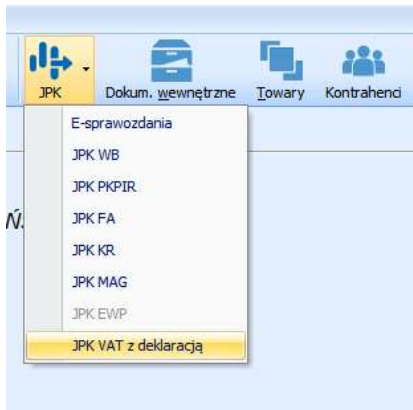 JPK
Dokum. wewnętrzne
Towary
Kontrahenci
E-sprawozdania
JPK WB
JPK PKPIR
JPK FA
JPK KR
JPK MAG
JPK EWP
JPK VAT z deklaracją
Ń.